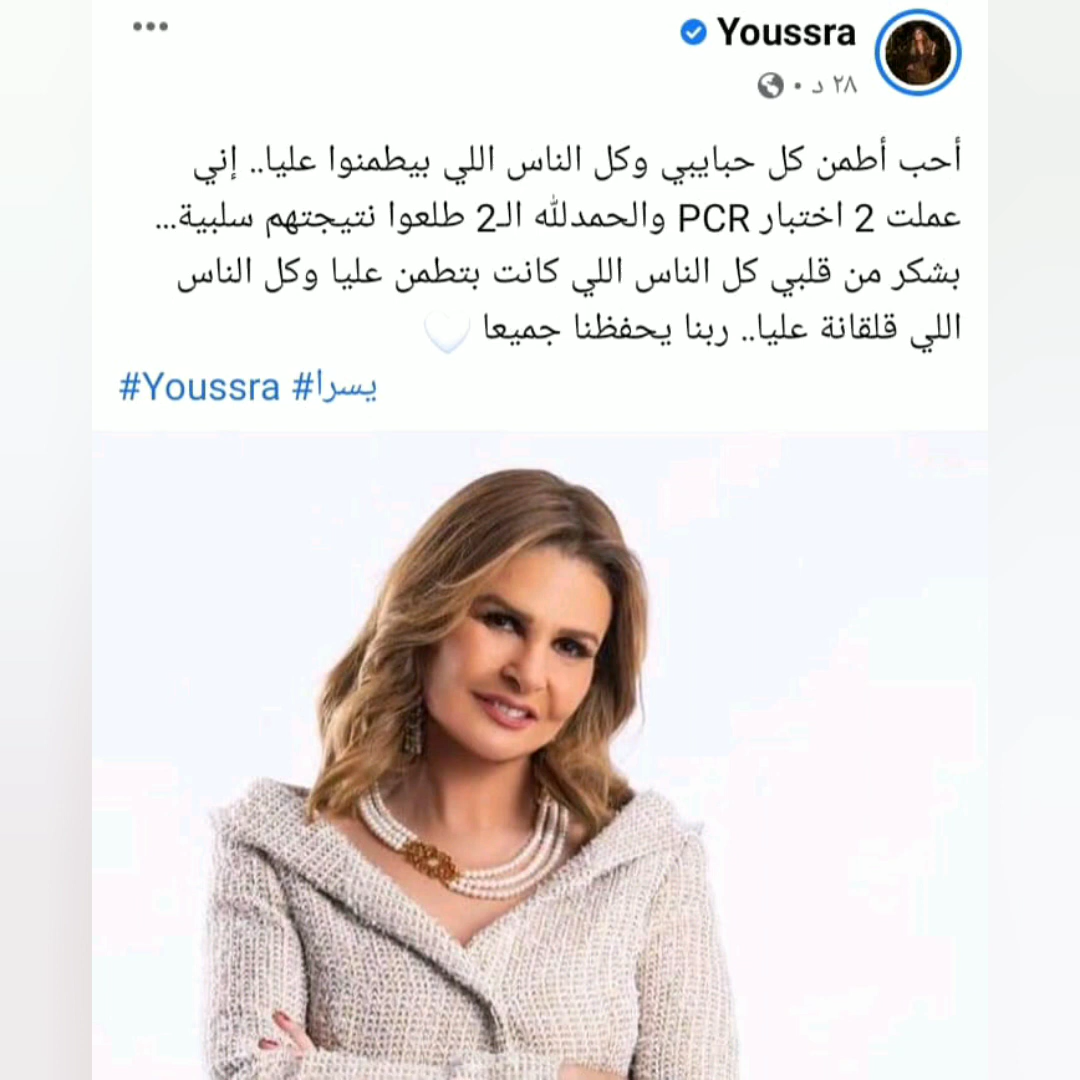 Youssra
٢٨ د
أحب أطمن كل حبايبي وكل الناس اللي بيطمنوا عليا.. إني
عملت 2 اختبار PCR والحمدلله الـ2 طلعوا نتيجتهم سلبية...
بشكر من قلبي كل الناس اللي كانت بتطمن عليا وكل الناس
اللي قلقانة عليا.. ربنا يحفظنا جميعا 🤍
#Youssra #يسرا